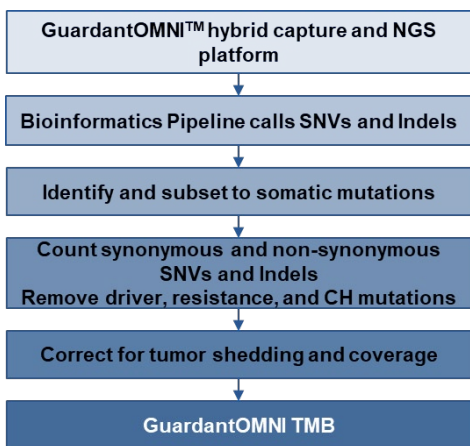 GuardantOMNI™ hybrid capture and NGS
platform
Bioinformatics Pipeline calls SNVs and Indels
Identify and subset to somatic mutations
Count synonymous and non-synonymous
SNVs and Indels
Remove driver, resistance, and CH mutations
Correct for tumor shedding and coverage
GuardantOMNI TMB